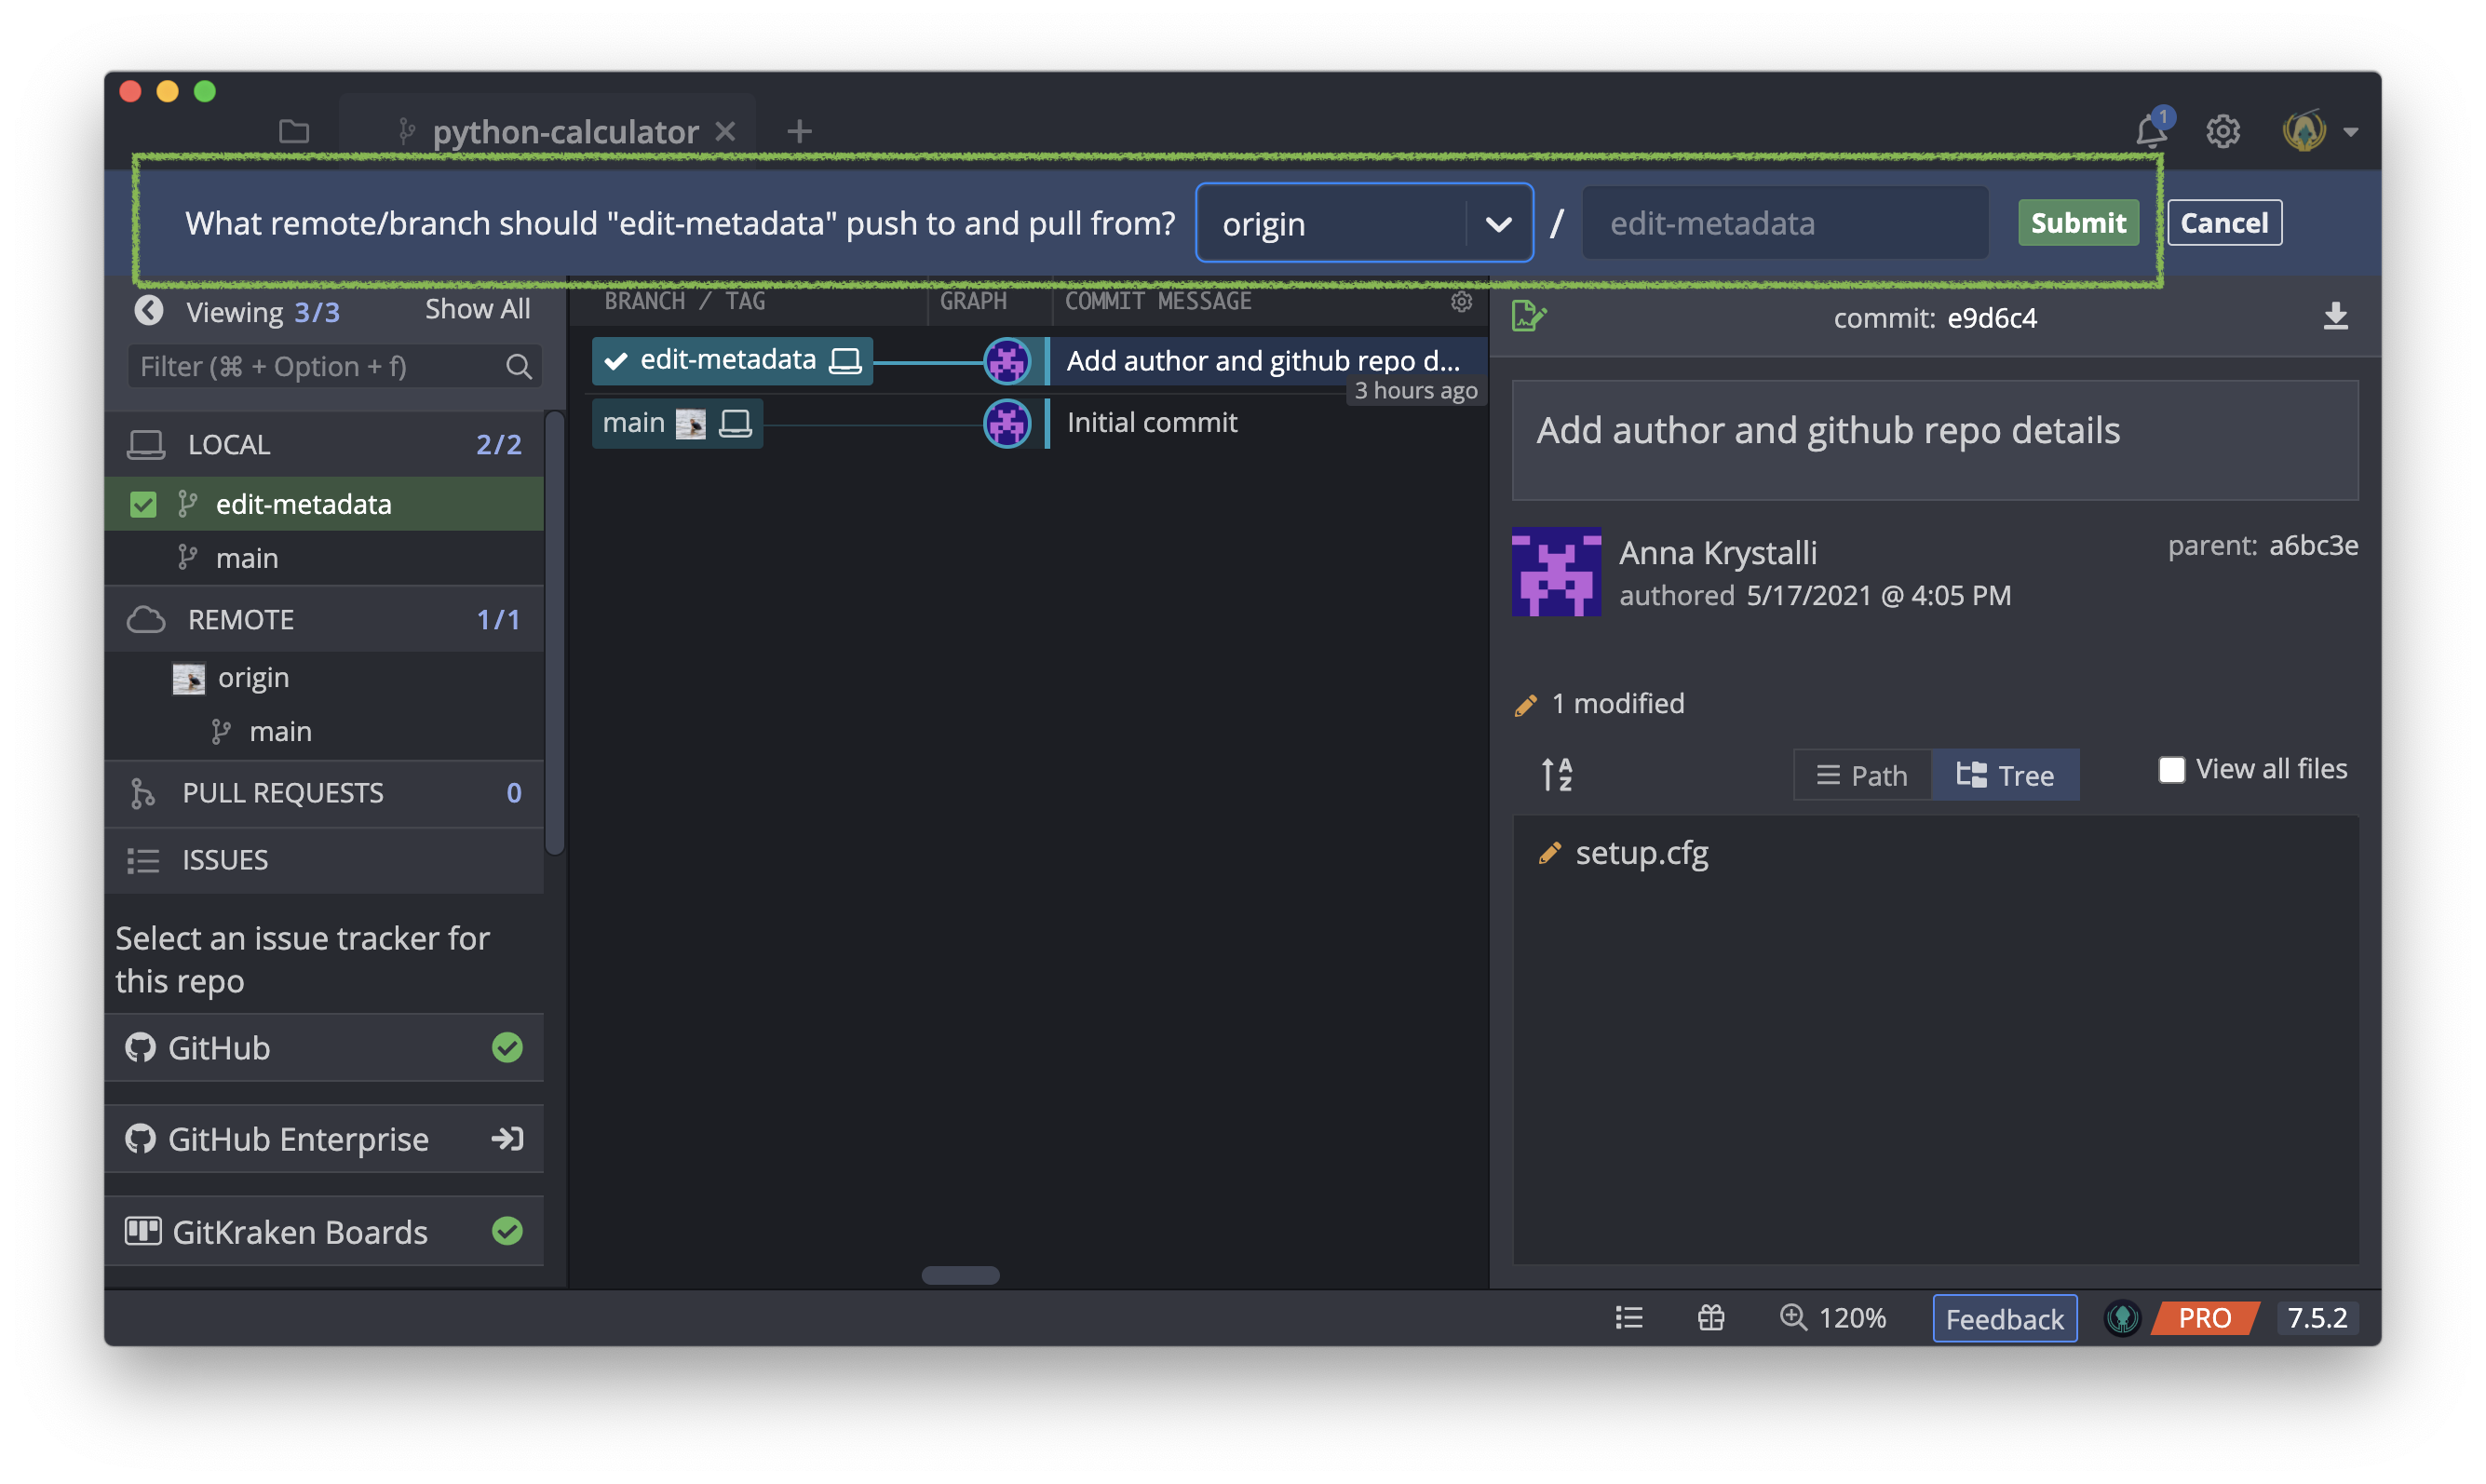 python-calculator
1
What remote/branch should "edit-metadata" push to and pull from? origin / edit-metadata Submit Cancel
Viewing 3/3 Show All
Filter (⌘ + Option + f)
LOCAL 2/2
edit-metadata
main
REMOTE 1/1
origin
main
PULL REQUESTS 0
ISSUES
Select an issue tracker for
this repo
GitHub
GitHub Enterprise
GitKraken Boards
BRANCH / TAG GRAPH COMMIT MESSAGE
edit-metadata Add author and github repo d...
3 hours ago
main Initial commit
commit: e9d6c4
Add author and github repo details
Anna Krystalli
authored 5/17/2021 @ 4:05 PM
parent: a6bc3e
1 modified
A
Z
Path Tree View all files
setup.cfg
120% Feedback PRO 7.5.2